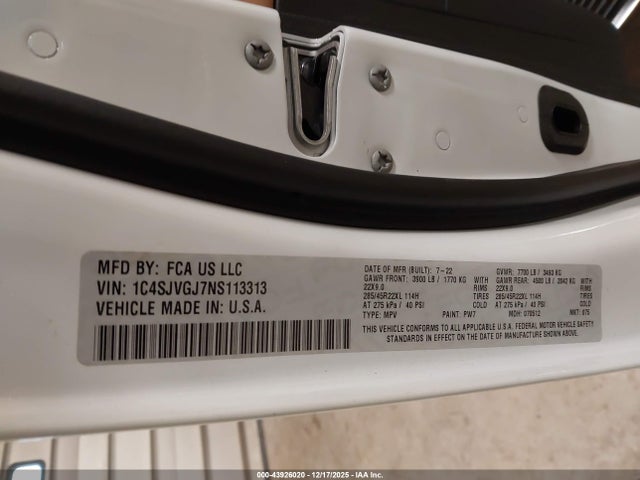 MFD BY: FCA US LLC
VIN: 1C4SJVGJ7NS113313
VEHICLE MADE IN: U.S.A.
DATE OF MFR (BUILT): 7-22 GVWR: 7700 LB / 3493 KG
GAWR FRONT: 3900 LB / 1770 KG GAWR REAR: 4500 LB / 2042 KG
22X9.0 RIMS 22X9.0 RIMS
285/45R22XL 114H TIRES 285/45R22XL 114H TIRES
AT 275 kPa / 40 PSI COLD AT 275 kPa / 40 PSI COLD
TYPE: MPV PAINT: PW7 MDH: 070512 NKT: 075
THIS VEHICLE CONFORMS TO ALL APPLICABLE U.S.A. FEDERAL MOTOR VEHICLE SAFETY
STANDARDS IN EFFECT ON THE DATE OF MANUFACTURE SHOWN ABOVE.
000-43926020 - 12/17/2025 - IAA Inc.